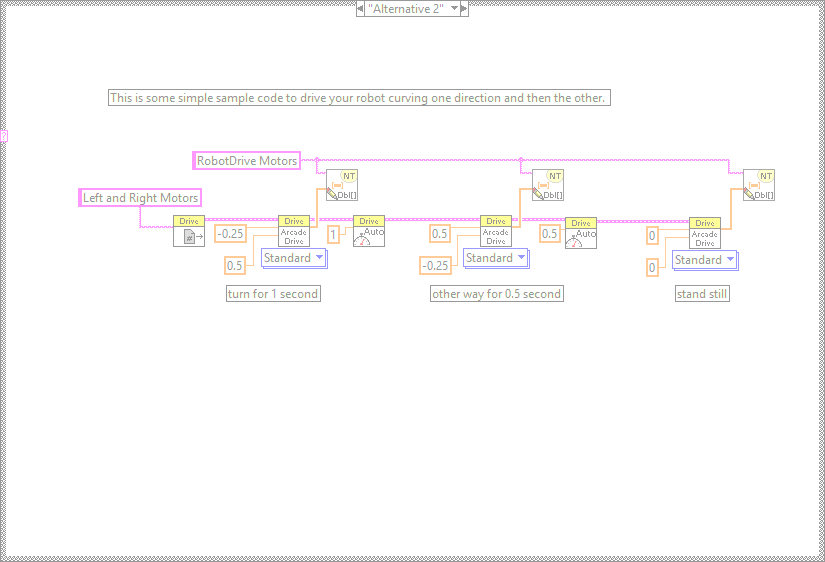 "Alternative 2"
This is some simple sample code to drive your robot curving one direction and then the other.
?
RobotDrive Motors
NT
Dbl[]
NT
Dbl[]
NT
Dbl[]
Left and Right Motors
Drive
#
-0.25
0.5
Drive
Arcade
Drive
Standard
1
Drive
Auto
0.5
-0.25
Drive
Arcade
Drive
Standard
0.5
Drive
Auto
0
0
Drive
Arcade
Drive
Standard
turn for 1 second
other way for 0.5 second
stand still